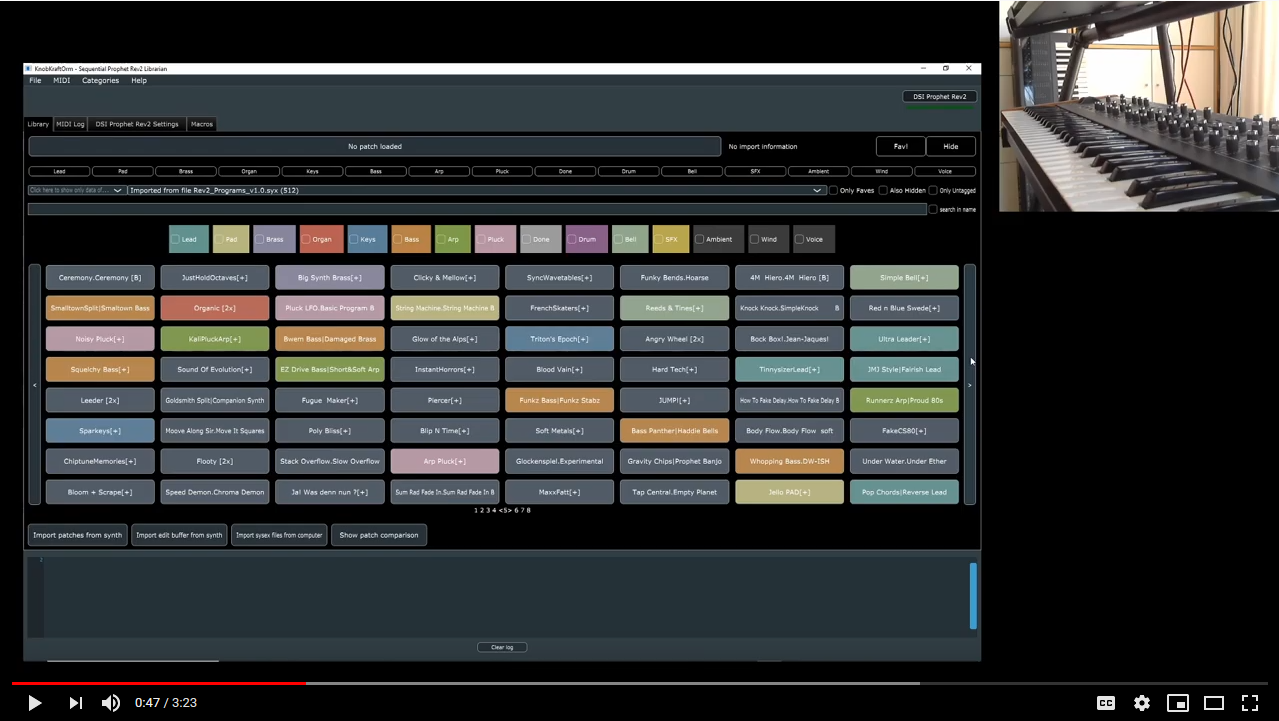 KnobKraftOrm - Sequential Prophet Rev2 Librarian
File MIDI Categories Help
DSI Prophet Rev2
Library MIDI Log DSI Prophet Rev2 Settings Macros
No patch loaded No import information Fav! Hide
Lead Pad Brass Organ Keys Bass Arp Pluck Done Drum Bell SFX Ambient Wind Voice
Click here to show only data of... Imported from file Rev2_Programs_v1.0.syx (512) Only Faves Also Hidden Only Untagged
search in name
Lead Pad Brass Organ Keys Bass Arp Pluck Done Drum Bell SFX Ambient Wind Voice
Ceremony.Ceremony [B] JustHoldOctaves[+] Big Synth Brass[+] Clicky & Mellow[+] SyncWavetables[+] Funky Bends.Hoarse 4M Hiero.4M Hiero [B] Simple Bell[+]
SmaltownSplit|Smaltown Bass Organic [2x] Pluck LFO.Basic Program B String Machine.String Machine B FrenchSkaters[+] Reeds & Tines[+] Knock Knock.SimpleKnock B Red n Blue Swede[+]
Noisy Pluck[+] KaliPluckArp[+] Bwem Bass|Damaged Brass Glow of the Alps[+] Triton's Epoch[+] Angry Wheel [2x] Bock Box!.Jean-Jaques! Ultra Leader[+]
Squelchy Bass[+] Sound Of Evolution[+] EZ Drive Bass|Short&Soft Arp InstantHorrors[+] Blood Vain[+] Hard Tech[+] TinnysizerLead[+] JMJ Style|Fairish Lead
< >
Leeder [2x] Goldsmith Split|Companion Synth Fugue Maker[+] Piercer[+] Funkz Bass|Funkz Stabz JUMP![+] How To Fake Delay.How To Fake Delay B Runnerz Arp|Proud 80s
Sparkeys[+] Moove Along Sir.Move It Squares Poly Bliss[+] Blip N Time[+] Soft Metals[+] Bass Panther|Haddle Bells Body Flow.Body Flow soft FakeCS80[+]
ChiptuneMemories[+] Flooty [2x] Stack Overflow.Slow Overflow Arp Pluck[+] Glockenspiel.Experimental Gravity Chips|Prophet Banjo Whopping Bass.DW-ISH Under Water.Under Ether
Bloom + Scrape[+] Speed Demon.Chroma Demon Ja! Was denn nun ?[+] Sum Rad Fade In.Sum Rad Fade In B MaxxFatt[+] Tap Central.Empty Planet Jello PAD[+] Pop Chords|Reverse Lead
1 2 3 4 <5> 6 7 8
Import patches from synth Import edit buffer from synth Import sysex files from computer Show patch comparison
2
Clear log
0:47 / 3:23 CC